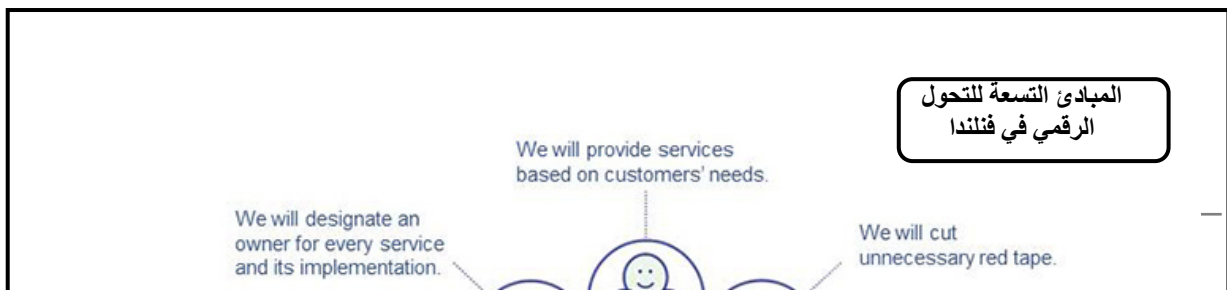 المبادئ التسعة للتحول
الرقمي في فنلندا
We will provide services
based on customers' needs.
We will designate an
owner for every service
and its implementation.
We will cut
unnecessary red tape.